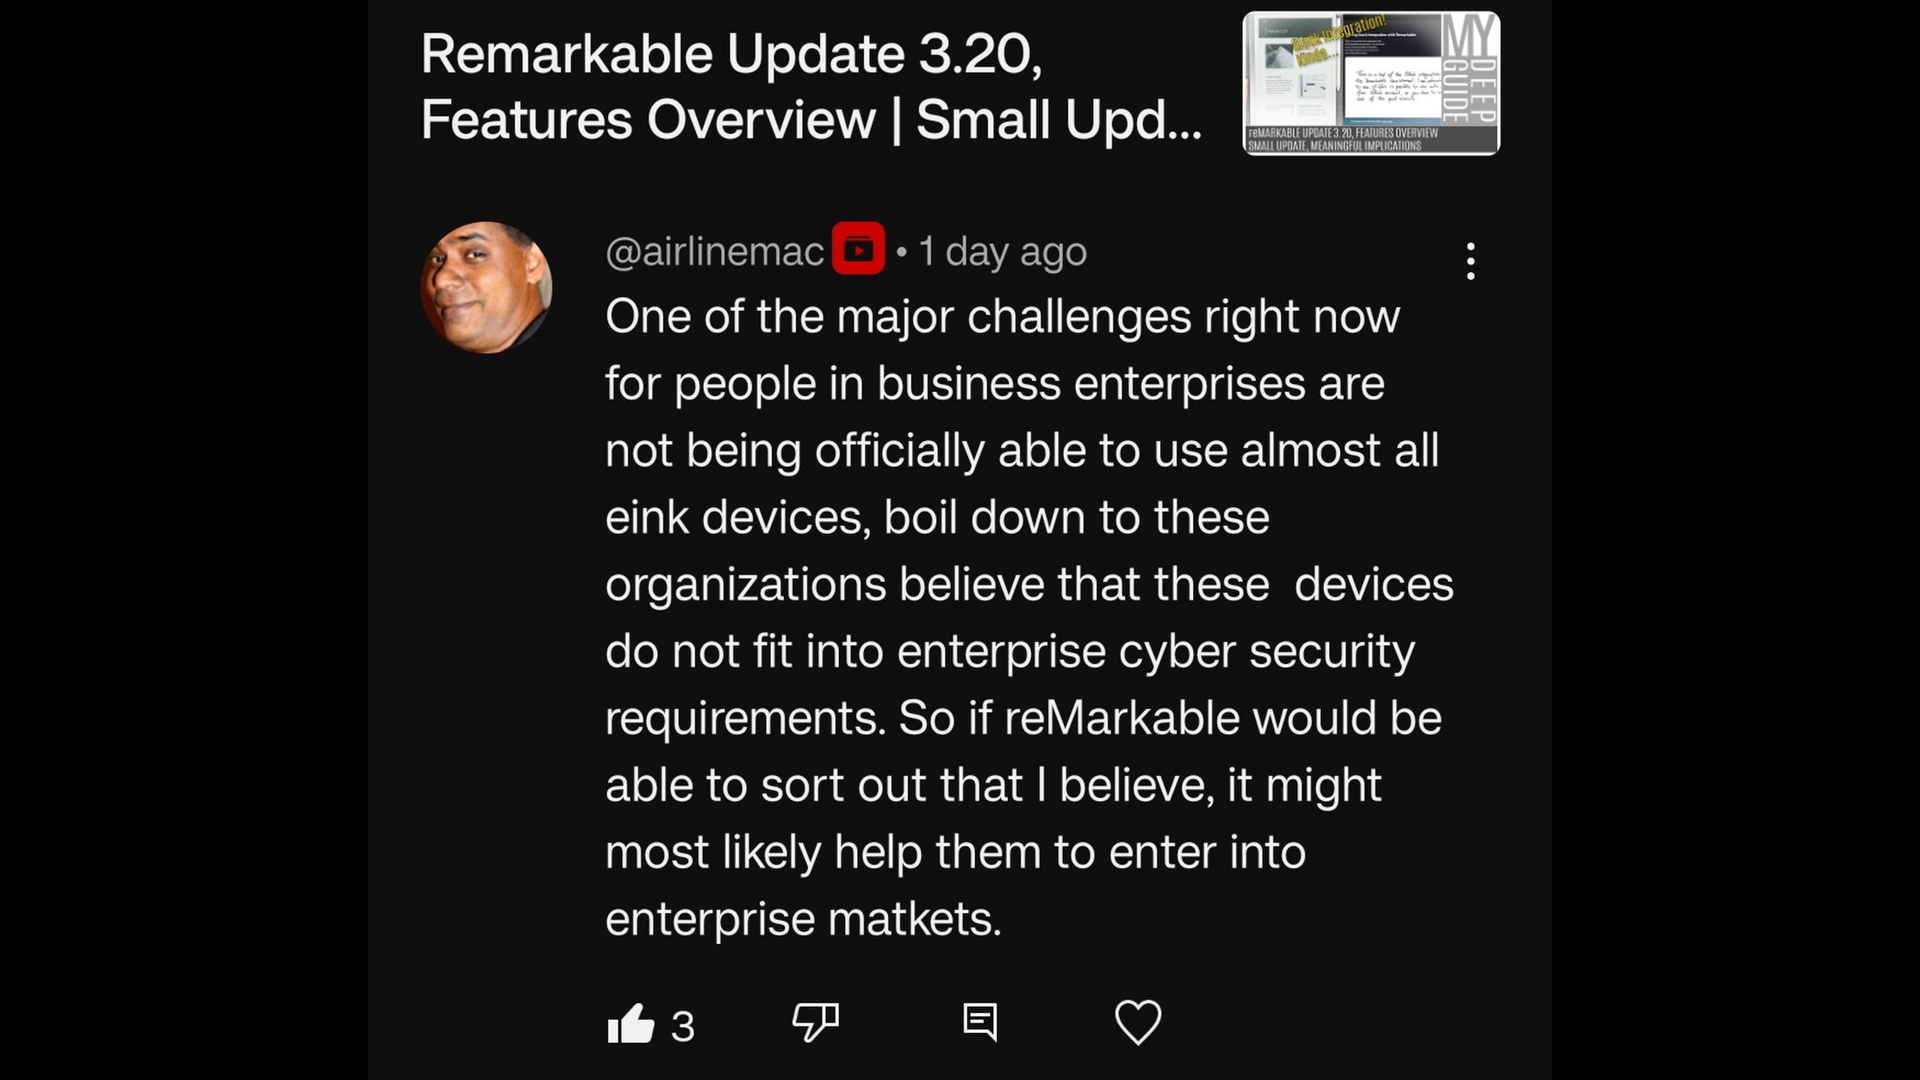 Remarkable Update 3.20,
Features Overview | Small Upd...
MY
DEEP
GUIDE
reMARKABLE UPDATE 3.20, FEATURES OVERVIEW
SMALL UPDATE, MEANINGFUL IMPLICATIONS
@airlinemac • 1 day ago
One of the major challenges right now
for people in business enterprises are
not being officially able to use almost all
eink devices, boil down to these
organizations believe that these  devices
do not fit into enterprise cyber security
requirements. So if reMarkable would be
able to sort out that I believe, it might
most likely help them to enter into
enterprise matkets.
3